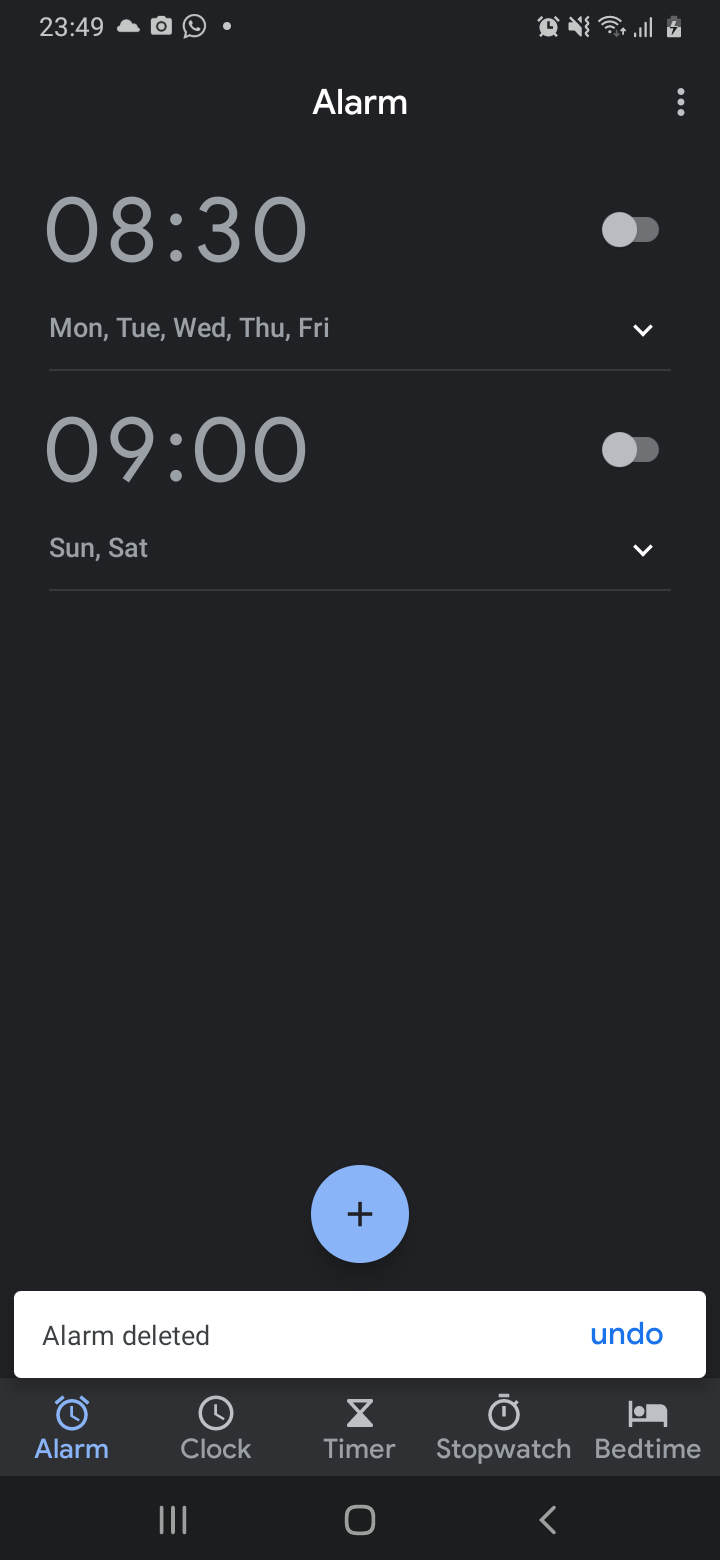 23:49
Alarm
08:30
Mon, Tue, Wed, Thu, Fri
09:00
Sun, Sat
Alarm deleted undo
Alarm Clock Timer Stopwatch Bedtime